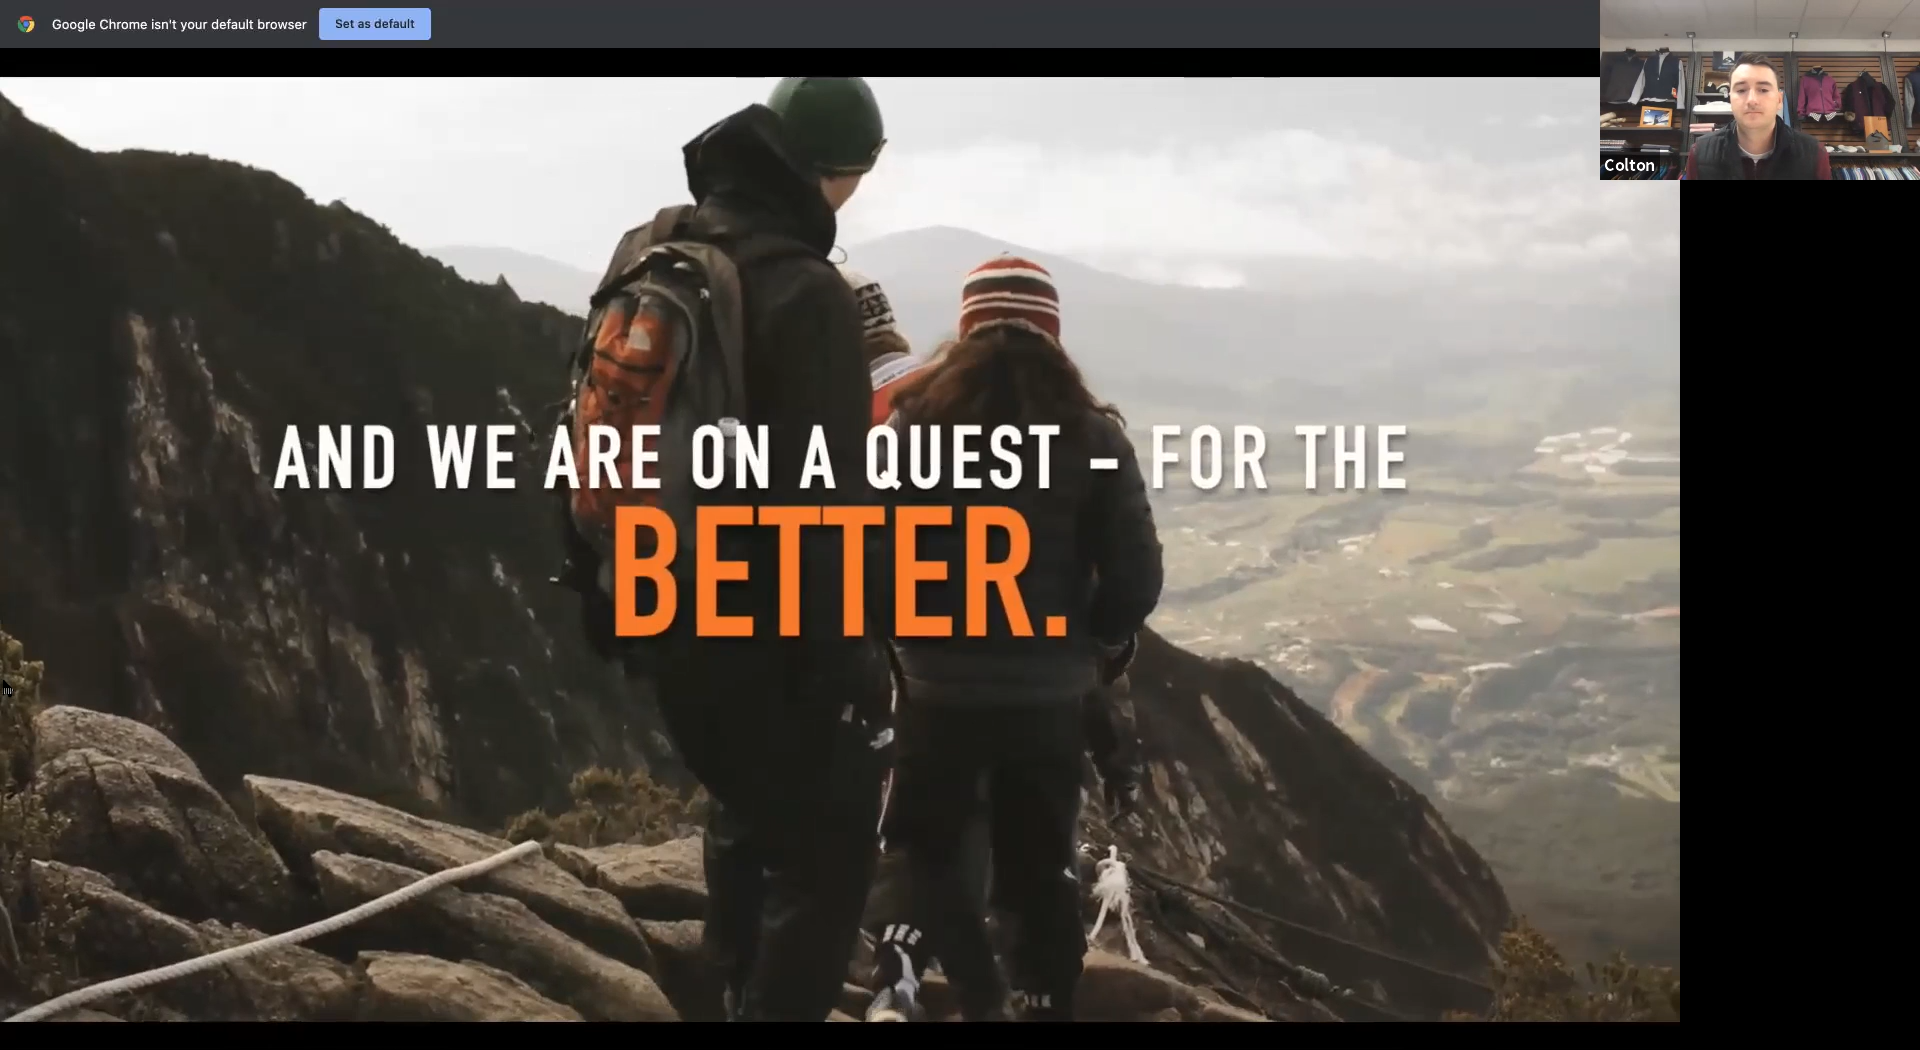 Google Chrome isn't your default browser
Set as default
Colton
AND WE ARE ON A QUEST – FOR THE
BETTER.